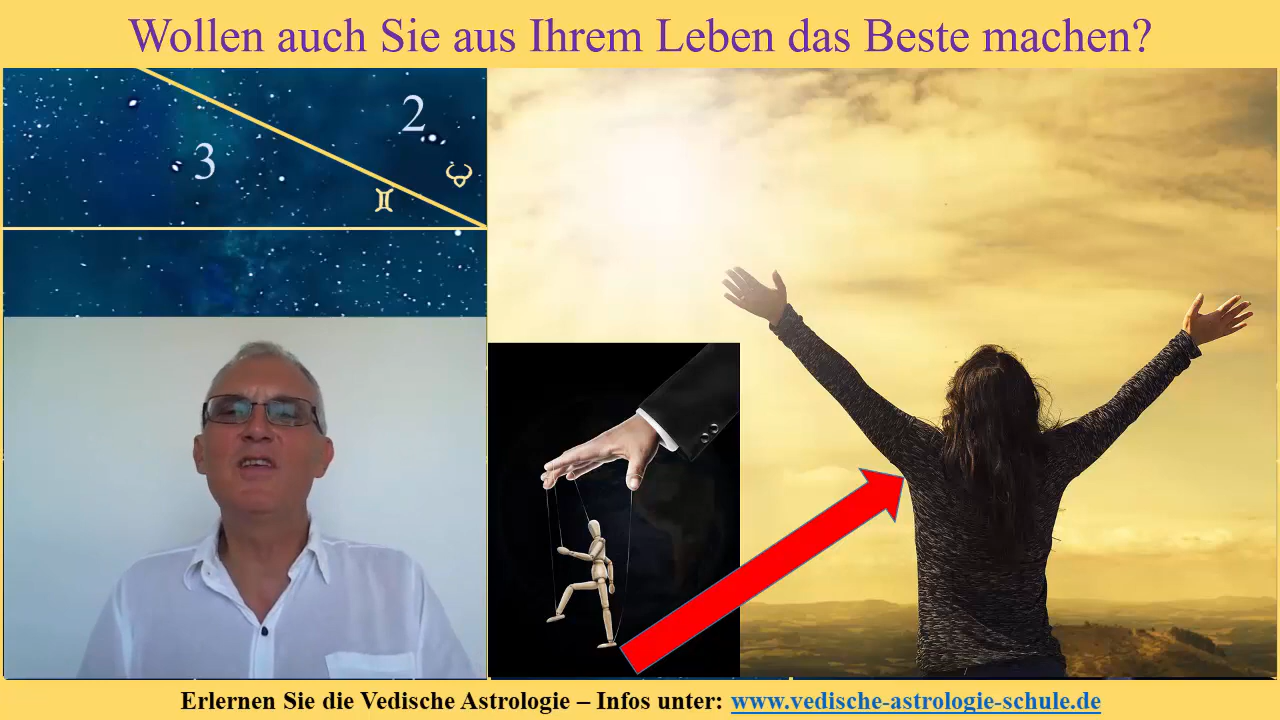 Wollen auch Sie aus Ihrem Leben das Beste machen?
2
3
♊ ♉
Erlernen Sie die Vedische Astrologie – Infos unter: www.vedische-astrologie-schule.de